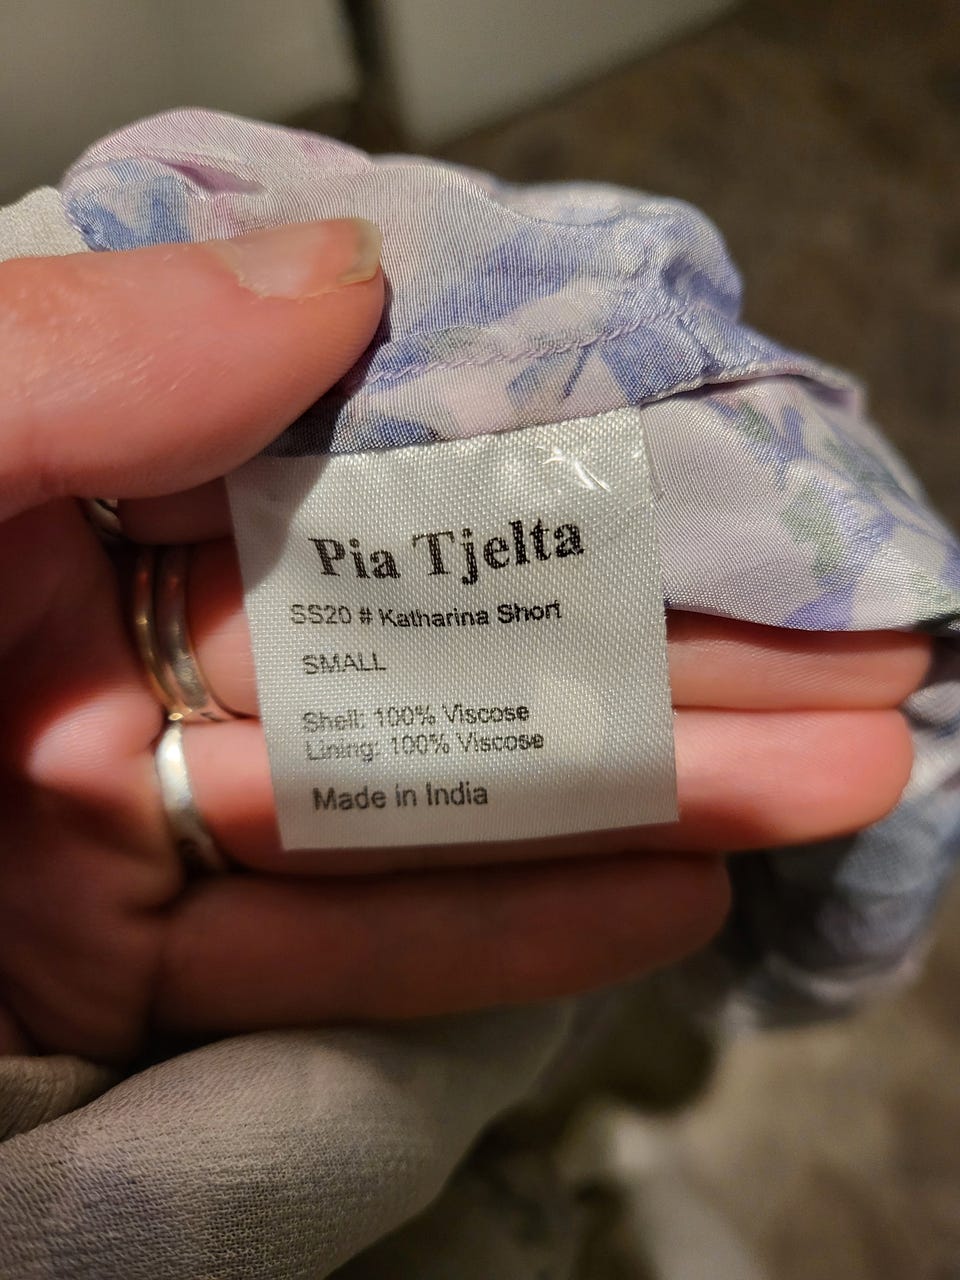 Pia Tjelta
SS20 # Katharina Short
SMALL
Shell: 100% Viscose
Lining: 100% Viscose
Made in India